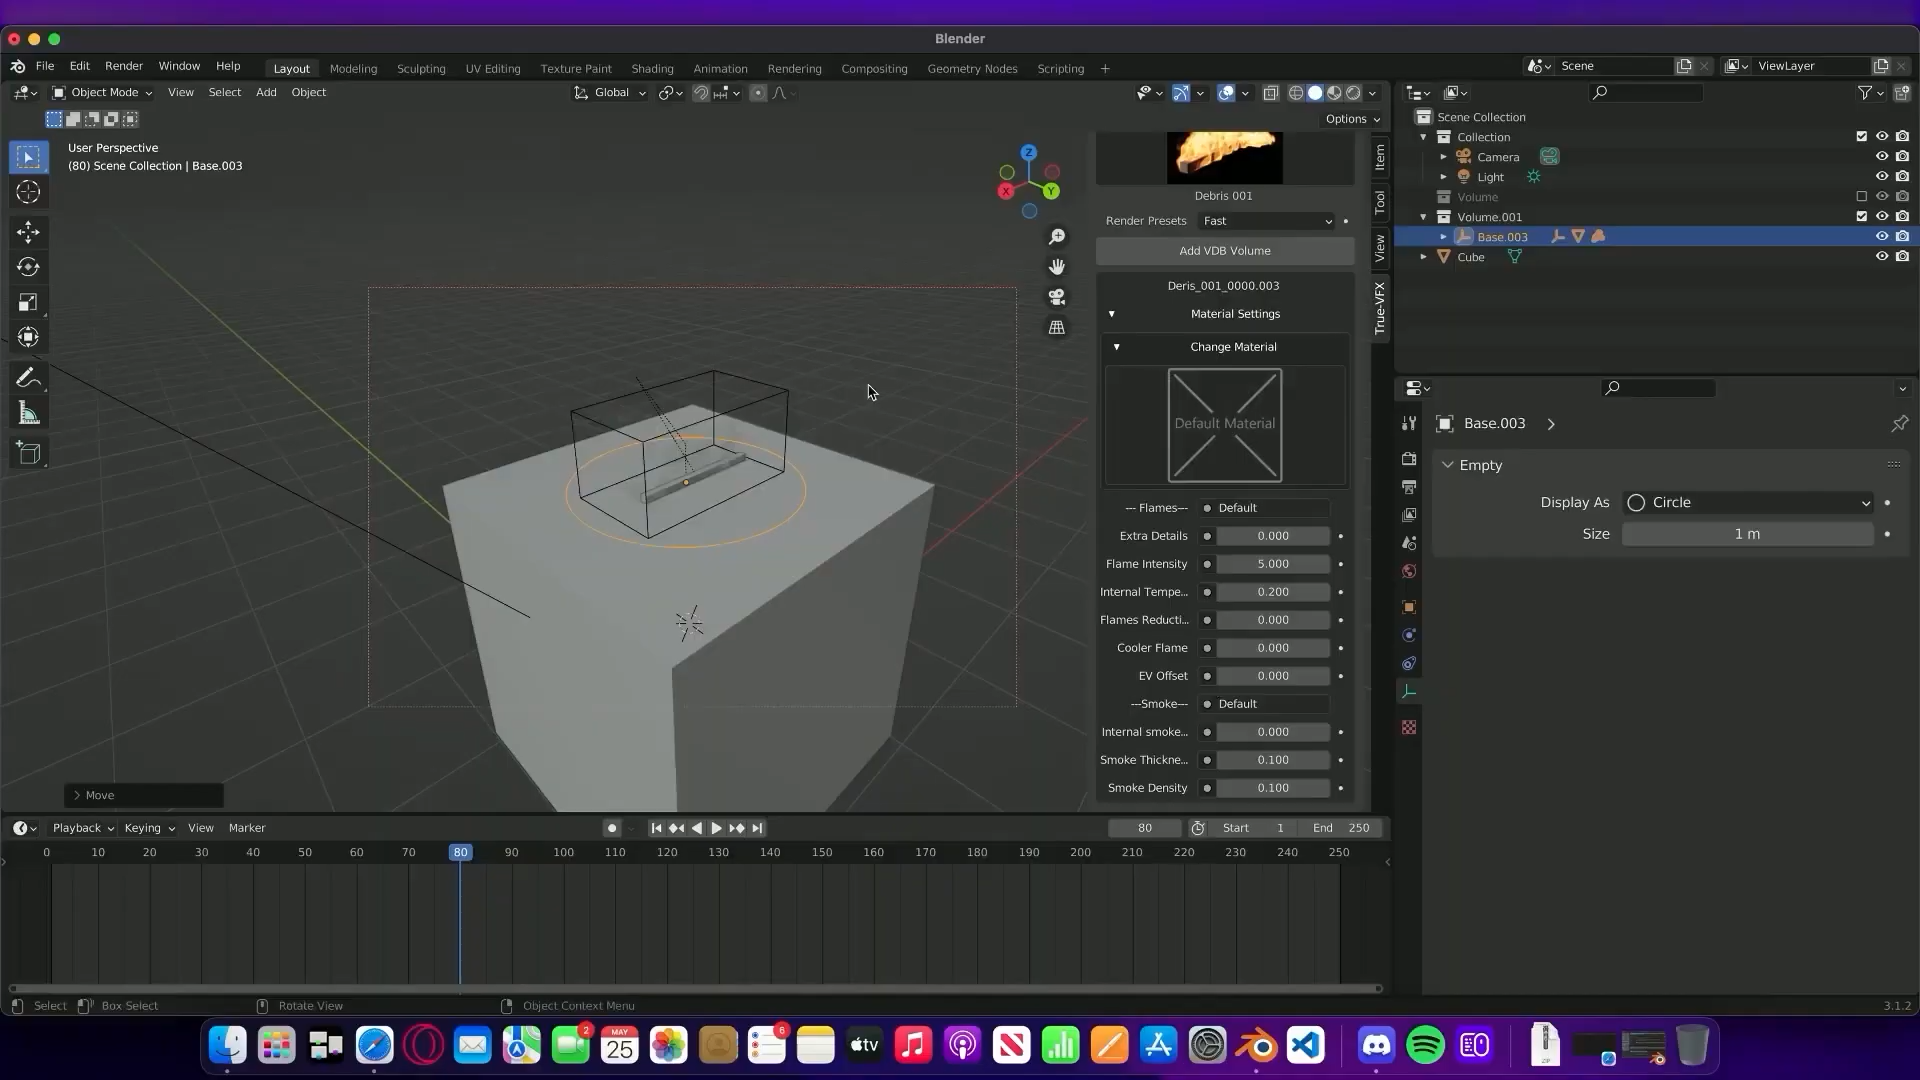 Blender
File Edit Render Window Help
Layout Modeling Sculpting UV Editing Texture Paint Shading Animation Rendering Compositing Geometry Nodes Scripting +
Scene
ViewLayer
Object Mode View Select Add Object
Global
Options
User Perspective
(80) Scene Collection | Base.003
Z
X
Y
Item
Tool
View
True-VFX
Debris 001
Render Presets Fast
Add VDB Volume
Deris_001_0000.003
Material Settings
Change Material
Default Material
--- Flames--- Default
Extra Details 0.000
Flame Intensity 5.000
Internal Tempe... 0.200
Flames Reducti... 0.000
Cooler Flame 0.000
EV Offset 0.000
---Smoke--- Default
Internal smoke... 0.000
Smoke Thickne... 0.100
Smoke Density 0.100
Scene Collection
Collection
Camera
Light
Volume
Volume.001
Base.003
Cube
Base.003
Empty
Display As Circle
Size 1 m
Move
Playback Keying View Marker
80
Start 1 End 250
0 10 20 30 40 50 60 70 80 90 100 110 120 130 140 150 160 170 180 190 200 210 220 230 240 250
Select Box Select Rotate View Object Context Menu
3.1.2
2
MAY
25
6
tv
ZIP